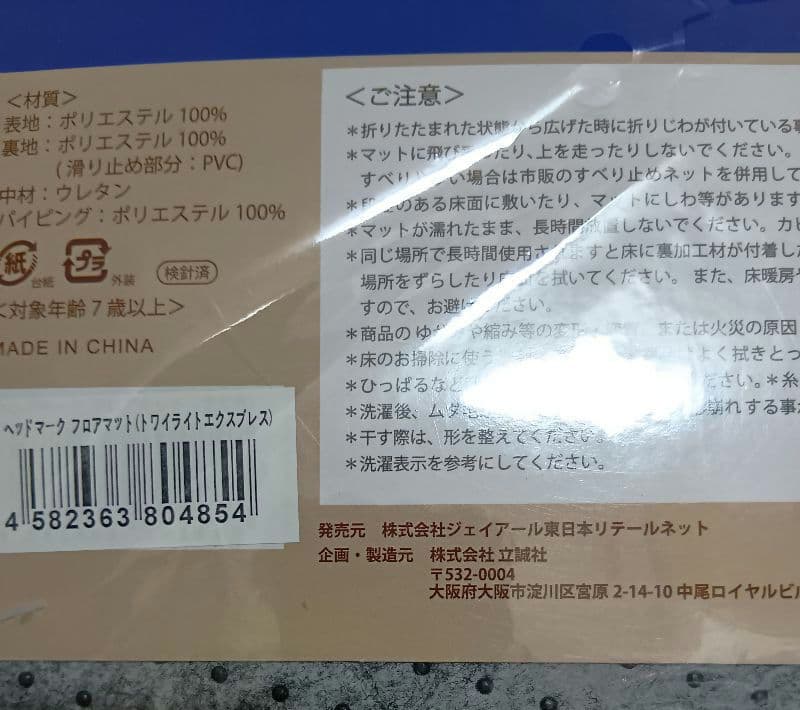 ＜材質＞
表地：ポリエステル 100%
裏地：ポリエステル 100%
(滑り止め部分：PVC)
中材：ウレタン
パイピング：ポリエステル 100%
紙 台紙 プラ 外装 検針済
＜対象年齢 7 歳以上＞
MADE IN CHINA
ヘッドマーク フロアマット(トワイライトエクスプレス)
4 582363 804854
＜ご注意＞
＊折りたたまれた状態から広げた時に折りじわが付いている
＊マットに飛び たり、上を走ったりしないでください。
すべり い場合は市販のすべり止めネットを併用して
＊ のある床面に敷いたり、マットにしわ等があります
＊マットが濡れたまま、長時間放置しないでください。カビ
＊同じ場所で長時間使用されますと床に裏加工材が付着した
場所をずらしたり を拭いてください。また、床暖房や
すので、お避けください。
＊商品の や縮み等の変 または火災の原因
＊床のお掃除に使う よく拭きとっ
＊ひっぱるなど ださい。＊糸
＊洗濯後、ムダ 崩れする事が
＊干す際は、形を整えてください。
＊洗濯表示を参考にしてください。
発売元 株式会社ジェイアール東日本リテールネット
企画・製造元 株式会社 立誠社
〒532-0004
大阪府大阪市淀川区宮原 2-14-10 中尾ロイヤルビル